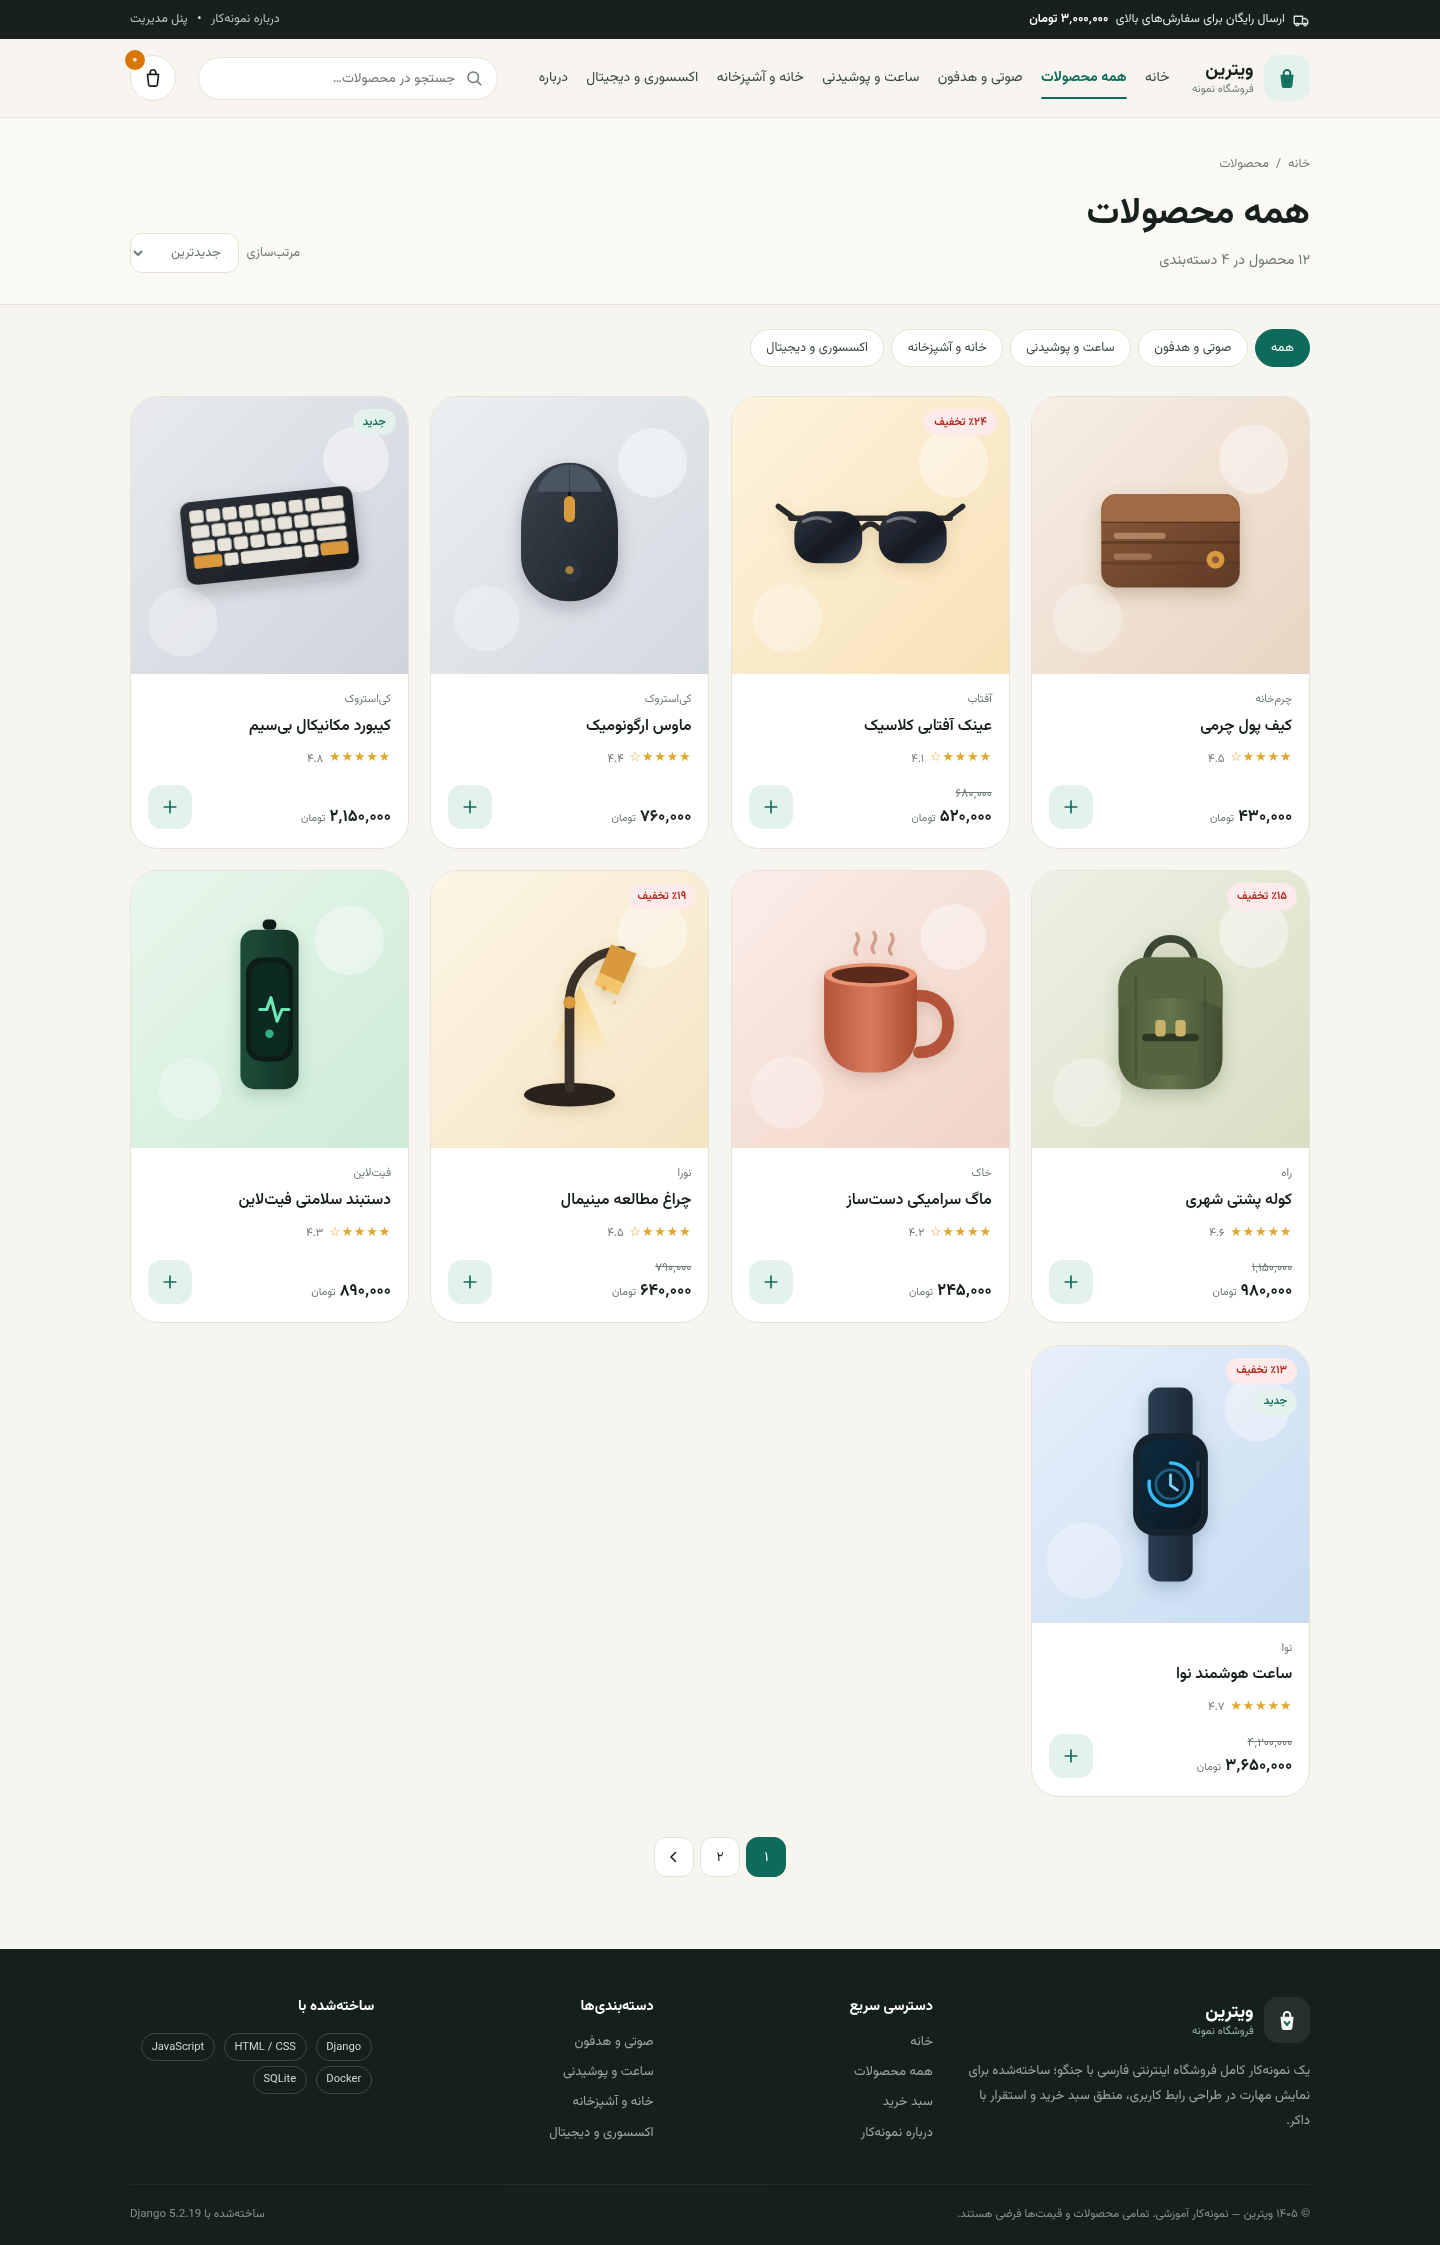 ارسال رایگان برای سفارش‌های بالای ۳,۰۰۰,۰۰۰ تومان
درباره نمونه‌کار • پنل مدیریت
ویترین
فروشگاه نمونه
خانه
همه محصولات
صوتی و هدفون
ساعت و پوشیدنی
خانه و آشپزخانه
اکسسوری و دیجیتال
درباره
جستجو در محصولات...
۰
خانه / محصولات
همه محصولات
۱۲ محصول در ۴ دسته‌بندی
مرتب‌سازی
جدیدترین
همه
صوتی و هدفون
ساعت و پوشیدنی
خانه و آشپزخانه
اکسسوری و دیجیتال
چرم‌خانه
کیف پول چرمی
★★★★☆ ۴.۵
۴۳۰,۰۰۰ تومان
٪۲۴ تخفیف
آفتاب
عینک آفتابی کلاسیک
★★★★☆ ۴.۱
۶۸۰,۰۰۰
۵۲۰,۰۰۰ تومان
کی‌استروک
ماوس ارگونومیک
★★★★☆ ۴.۴
۷۶۰,۰۰۰ تومان
جدید
کی‌استروک
کیبورد مکانیکال بی‌سیم
★★★★★ ۴.۸
۲,۱۵۰,۰۰۰ تومان
٪۱۵ تخفیف
راه
کوله پشتی شهری
★★★★★ ۴.۶
۱,۱۵۰,۰۰۰
۹۸۰,۰۰۰ تومان
خاک
ماگ سرامیکی دست‌ساز
★★★★☆ ۴.۲
۲۴۵,۰۰۰ تومان
٪۱۹ تخفیف
نورا
چراغ مطالعه مینیمال
★★★★☆ ۴.۵
۷۹۰,۰۰۰
۶۴۰,۰۰۰ تومان
فیت‌لاین
دستبند سلامتی فیت‌لاین
★★★★☆ ۴.۳
۸۹۰,۰۰۰ تومان
٪۱۳ تخفیف
جدید
نوا
ساعت هوشمند نوا
★★★★★ ۴.۷
۴,۲۰۰,۰۰۰
۳,۶۵۰,۰۰۰ تومان
۱
۲
ویترین
فروشگاه نمونه
یک نمونه‌کار کامل فروشگاه اینترنتی فارسی با جنگو؛ ساخته‌شده برای
نمایش مهارت در طراحی رابط کاربری، منطق سبد خرید و استقرار با
داکر.
دسترسی سریع
خانه
همه محصولات
سبد خرید
درباره نمونه‌کار
دسته‌بندی‌ها
صوتی و هدفون
ساعت و پوشیدنی
خانه و آشپزخانه
اکسسوری و دیجیتال
ساخته‌شده با
Django
HTML / CSS
JavaScript
Docker
SQLite
© ۱۴۰۵ ویترین — نمونه‌کار آموزشی. تمامی محصولات و قیمت‌ها فرضی هستند.
ساخته‌شده با Django 5.2.19